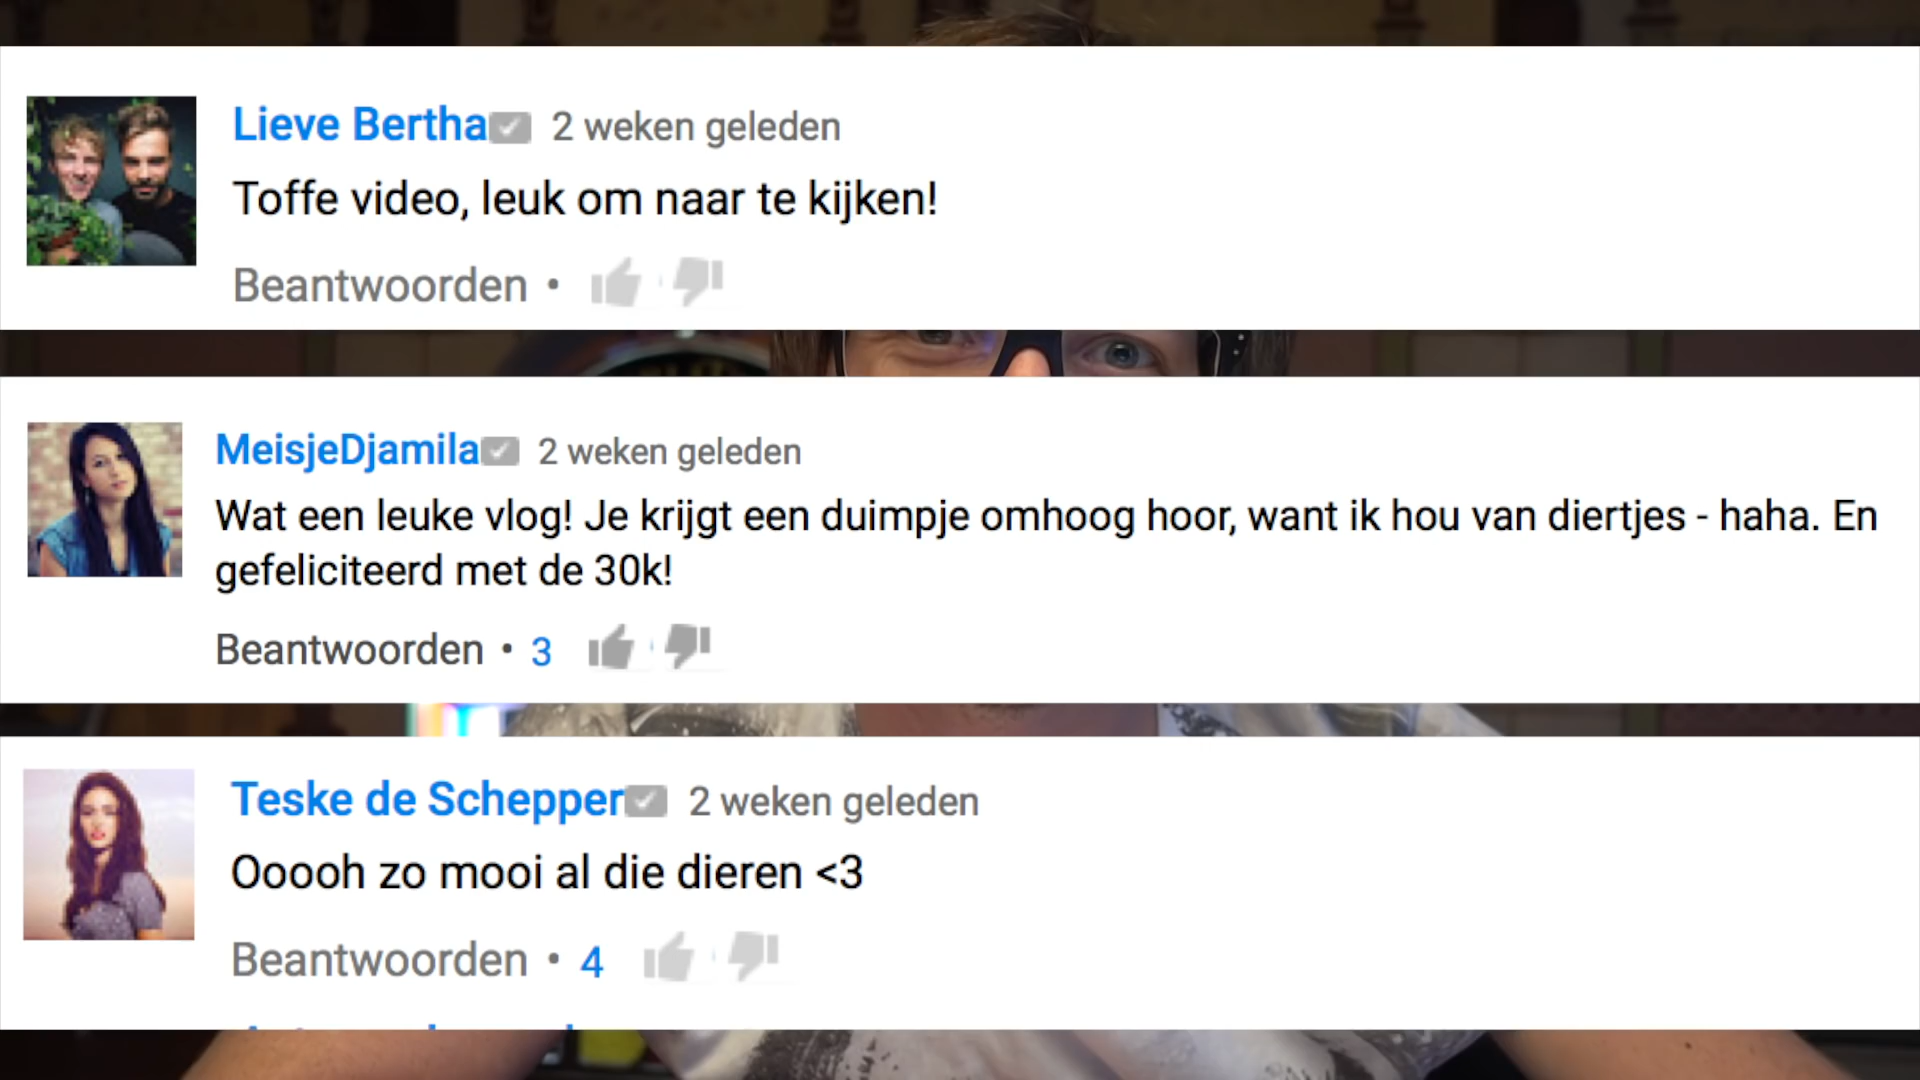 Lieve Bertha 2 weken geleden
Toffe video, leuk om naar te kijken!
Beantwoorden •
MeisjeDjamila 2 weken geleden
Wat een leuke vlog! Je krijgt een duimpje omhoog hoor, want ik hou van diertjes - haha. En
gefeliciteerd met de 30k!
Beantwoorden • 3
Teske de Schepper 2 weken geleden
Ooooh zo mooi al die dieren <3
Beantwoorden • 4